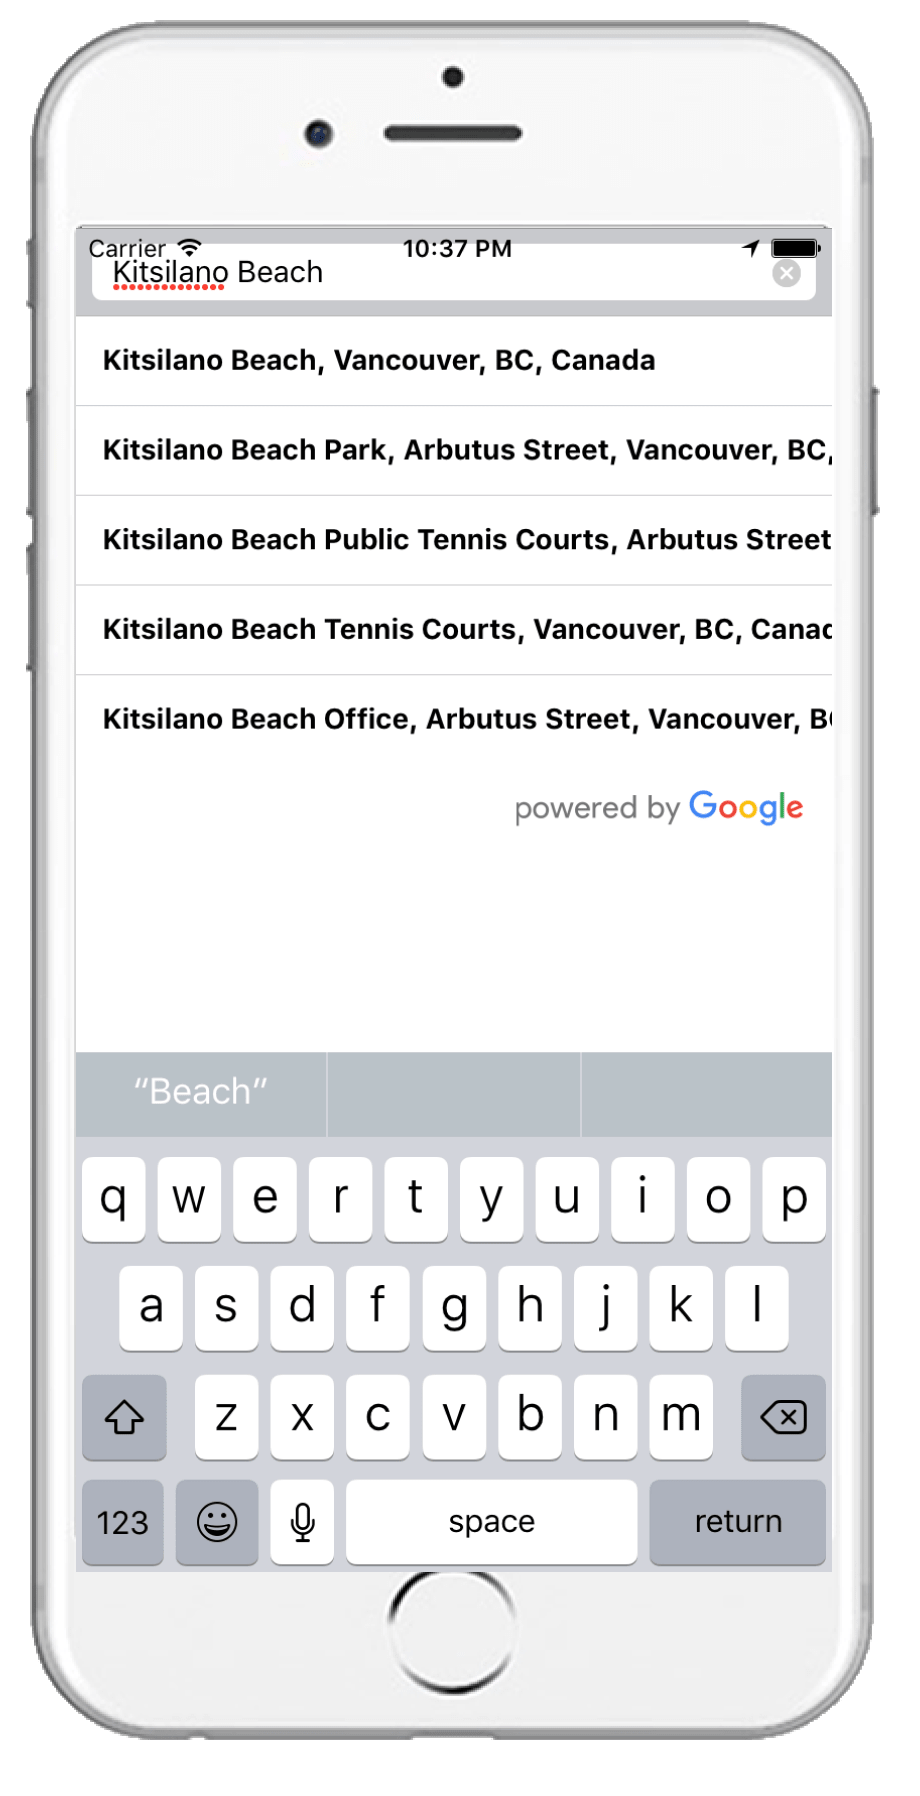 Carrier 10:37 PM
Kitsilano Beach
Kitsilano Beach, Vancouver, BC, Canada
Kitsilano Beach Park, Arbutus Street, Vancouver, BC,
Kitsilano Beach Public Tennis Courts, Arbutus Street
Kitsilano Beach Tennis Courts, Vancouver, BC, Canad
Kitsilano Beach Office, Arbutus Street, Vancouver, B
powered by Google
“Beach”
q w e r t y u i o p
a s d f g h j k l
z x c v b n m
123 space return